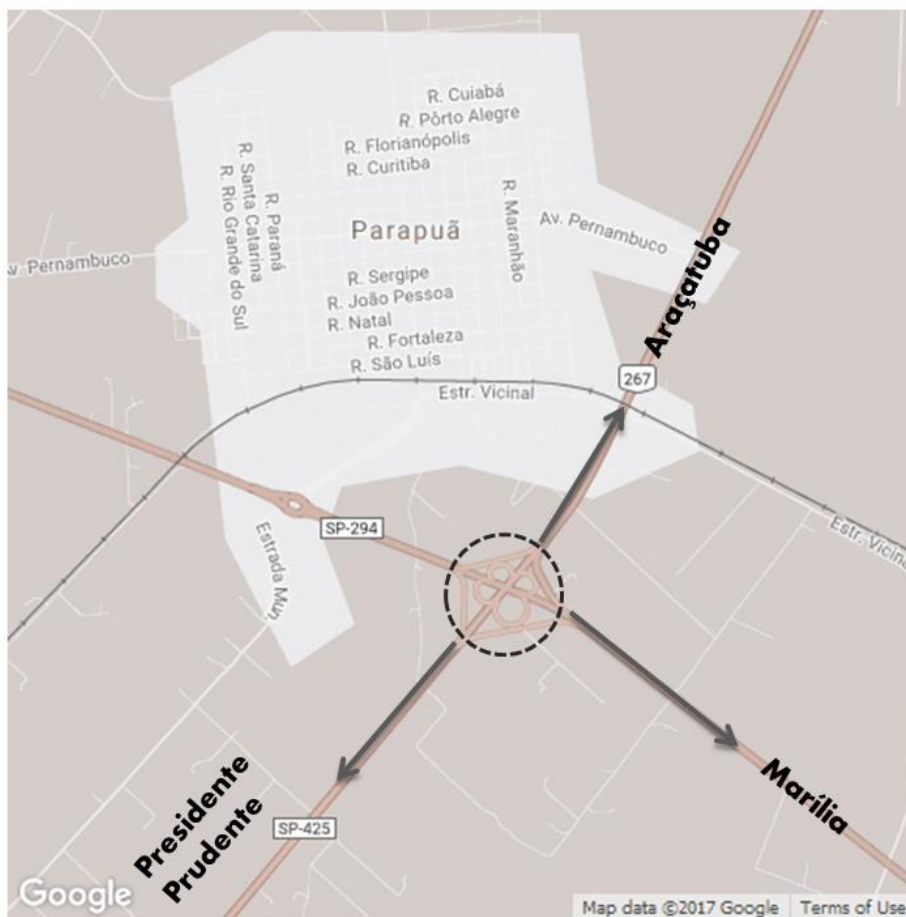 R. Cuiabá
R. Pôrto Alegre
R. Florianópolis
R. Curitiba
R. Santa Catarina
R. Rio Grande do Sul
R. Paraná
R. Maranhão
Parapuã
Av. Pernambuco
Av. Pernambuco
R. Sergipe
R. João Pessoa
R. Natal
R. Fortaleza
R. São Luís
Araçatuba
267
Estr. Vicinal
SP-294
Estrada Mun.
Estr. Vicinal
Presidente
Prudente
SP-425
Marília
Google
Map data ©2017 Google
Terms of Use